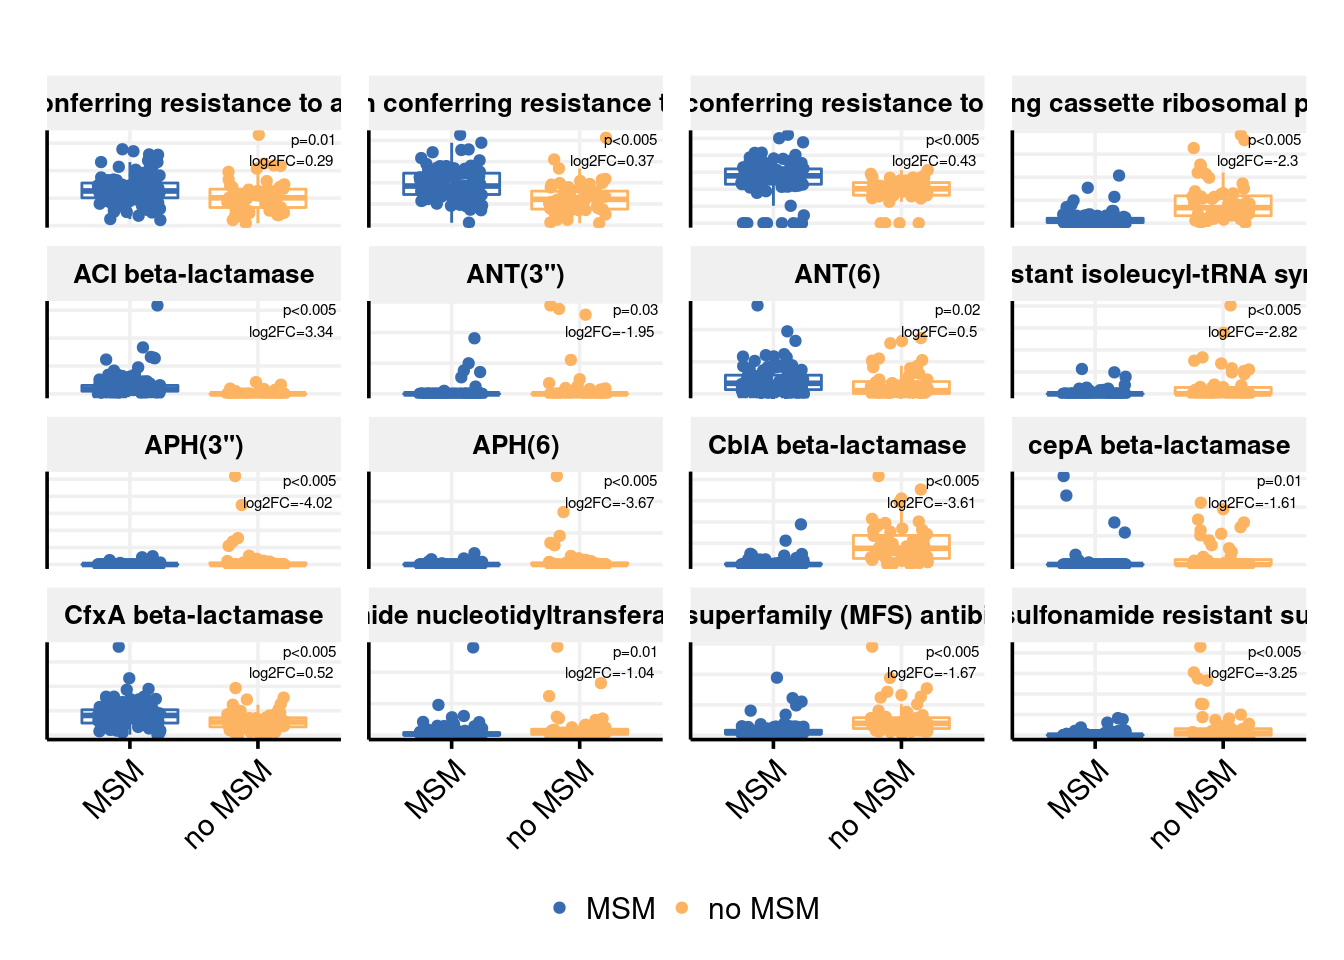 onferring resistance to a
n conferring resistance t
conferring resistance to
ng cassette ribosomal p
p=0.01
log2FC=0.29
p<0.005
log2FC=0.37
p<0.005
log2FC=0.43
p<0.005
log2FC=-2.3
ACI beta-lactamase
ANT(3'')
ANT(6)
stant isoleucyl-tRNA syn
p<0.005
log2FC=3.34
p=0.03
log2FC=-1.95
p=0.02
log2FC=0.5
p<0.005
log2FC=-2.82
APH(3'')
APH(6)
CblA beta-lactamase
cepA beta-lactamase
p<0.005
log2FC=-4.02
p<0.005
log2FC=-3.67
p<0.005
log2FC=-3.61
p=0.01
log2FC=-1.61
CfxA beta-lactamase
ide nucleotidyltransfera
superfamily (MFS) antibi
sulfonamide resistant su
p<0.005
log2FC=0.52
p=0.01
log2FC=-1.04
p<0.005
log2FC=-1.67
p<0.005
log2FC=-3.25
MSM
no MSM
MSM
no MSM
MSM
no MSM
MSM
no MSM
MSM no MSM